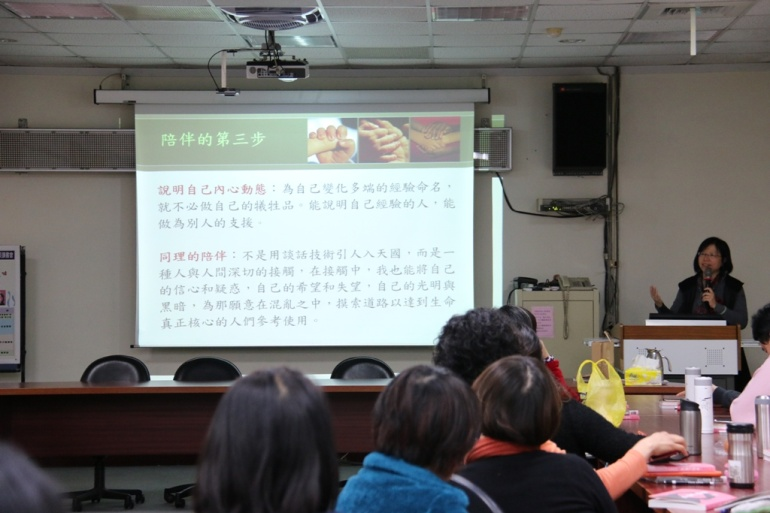 陪伴的第三步
說明自己內心動態：為自己變化多端的經驗命名，
就不必做自己的犧牲品。能說明自己經驗的人，能
做為別人的支援。
同理的陪伴：不是用談話技術引人入天國，而是一
種人與人間深切的接觸，在接觸中，我也能將自己
的信心和疑惑，自己的希望和失望，自己的光明與
黑暗，為那願意在混亂之中，摸索道路以達到生命
真正核心的人們參考使用。